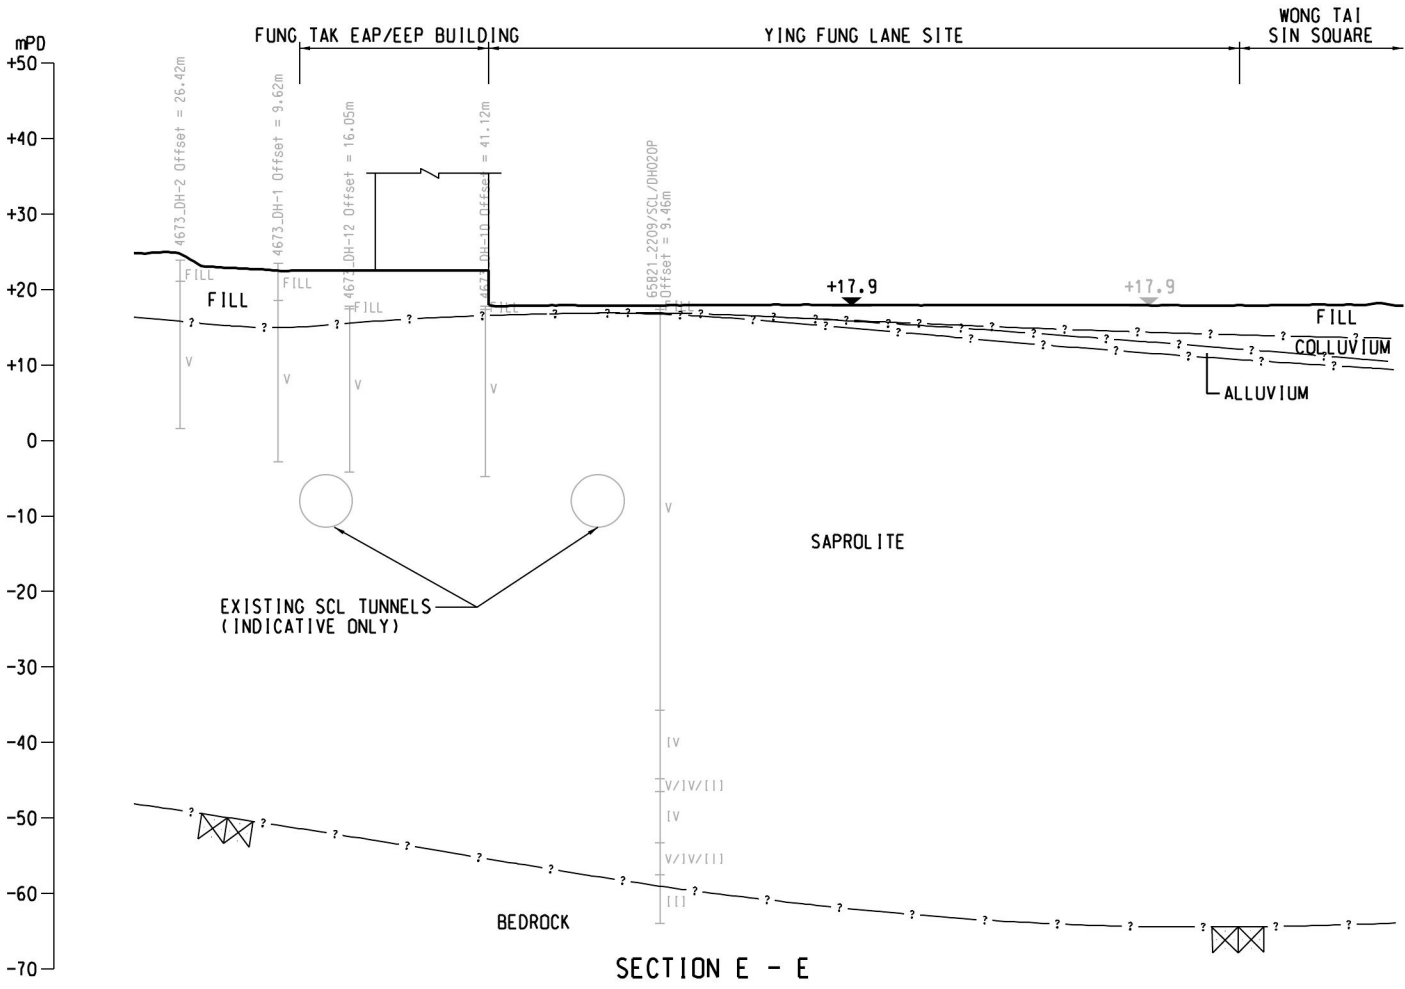 WONG TAI
SIN SQUARE
FUNG TAK EAP/EEP BUILDING
YING FUNG LANE SITE
mPD
+50
+40
+30
+20
+10
0
-10
-20
-30
-40
-50
-60
-70
4673_DH-2 Offset = 26.42m
4673_DH-1 Offset = 9.62m
4673_DH-12 Offset = 16.05m
4673_DH-10 Offset = 41.12m
65821_2209/SCL/DH020P
Offset = 9.46m
FILL
FILL
FILL
FILL
FILL
FILL
+17.9
+17.9
FILL
COLLUVIUM
ALLUVIUM
V
V
V
V
V
SAPROLITE
EXISTING SCL TUNNELS
(INDICATIVE ONLY)
IV
V/IV/III
IV
V/IV/III
III
BEDROCK
SECTION E - E